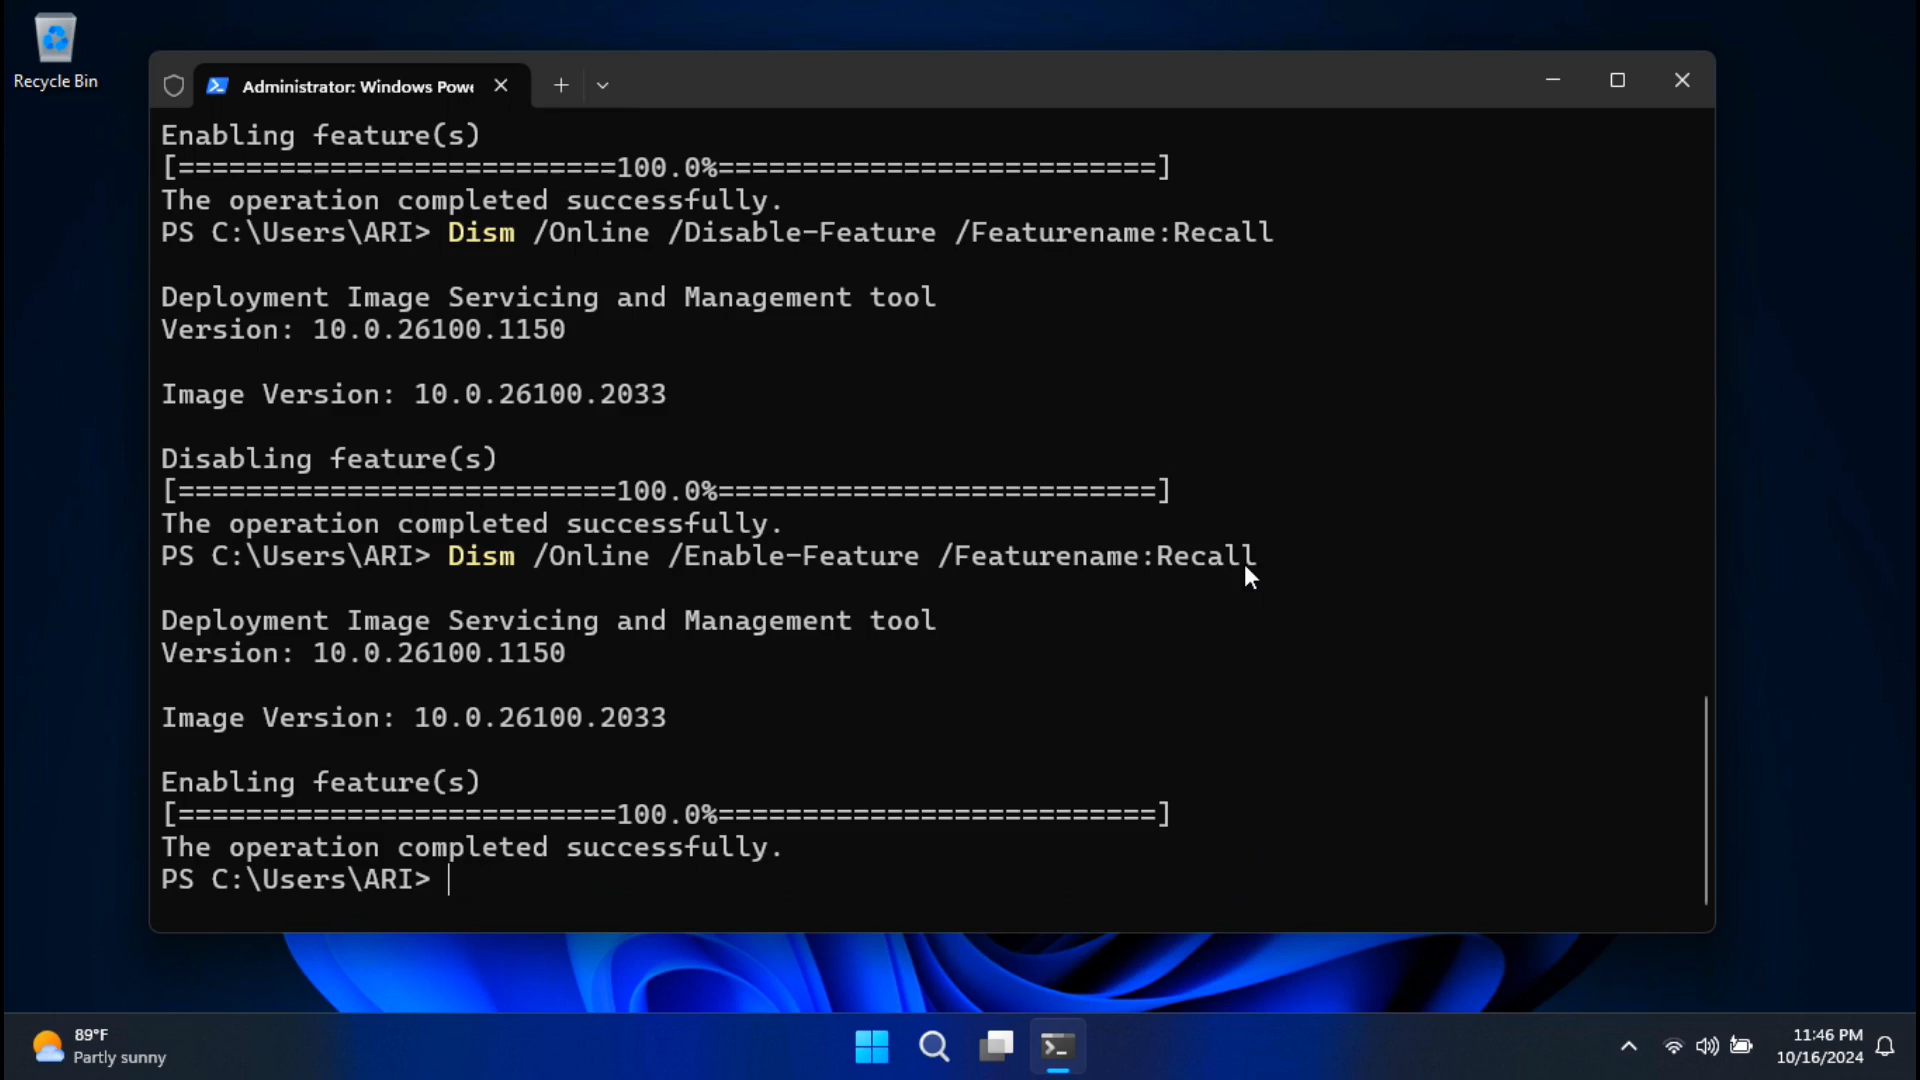 Recycle Bin
Administrator: Windows Powe
Enabling feature(s)
[==========================100.0%==========================]
The operation completed successfully.
PS C:\Users\ARI> Dism /Online /Disable-Feature /Featurename:Recall
Deployment Image Servicing and Management tool
Version: 10.0.26100.1150
Image Version: 10.0.26100.2033
Disabling feature(s)
[==========================100.0%==========================]
The operation completed successfully.
PS C:\Users\ARI> Dism /Online /Enable-Feature /Featurename:Recall
Deployment Image Servicing and Management tool
Version: 10.0.26100.1150
Image Version: 10.0.26100.2033
Enabling feature(s)
[==========================100.0%==========================]
The operation completed successfully.
PS C:\Users\ARI>
89°F
Partly sunny
11:46 PM
10/16/2024